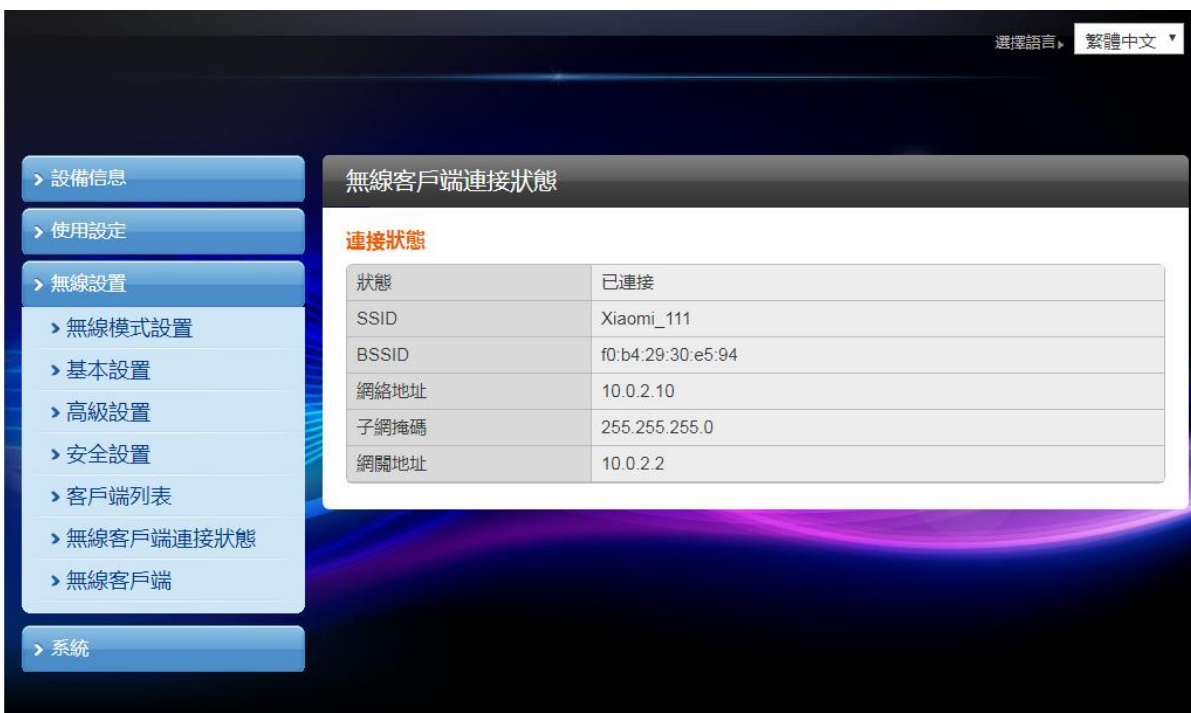 選擇語言 繁體中文
設備信息
使用設定
無線設置
無線模式設置
基本設置
高級設置
安全設置
客戶端列表
無線客戶端連接狀態
無線客戶端
系統
無線客戶端連接狀態
連接狀態
狀態 已連接
SSID Xiaomi_111
BSSID f0:b4:29:30:e5:94
網絡地址 10.0.2.10
子網掩碼 255.255.255.0
網關地址 10.0.2.2